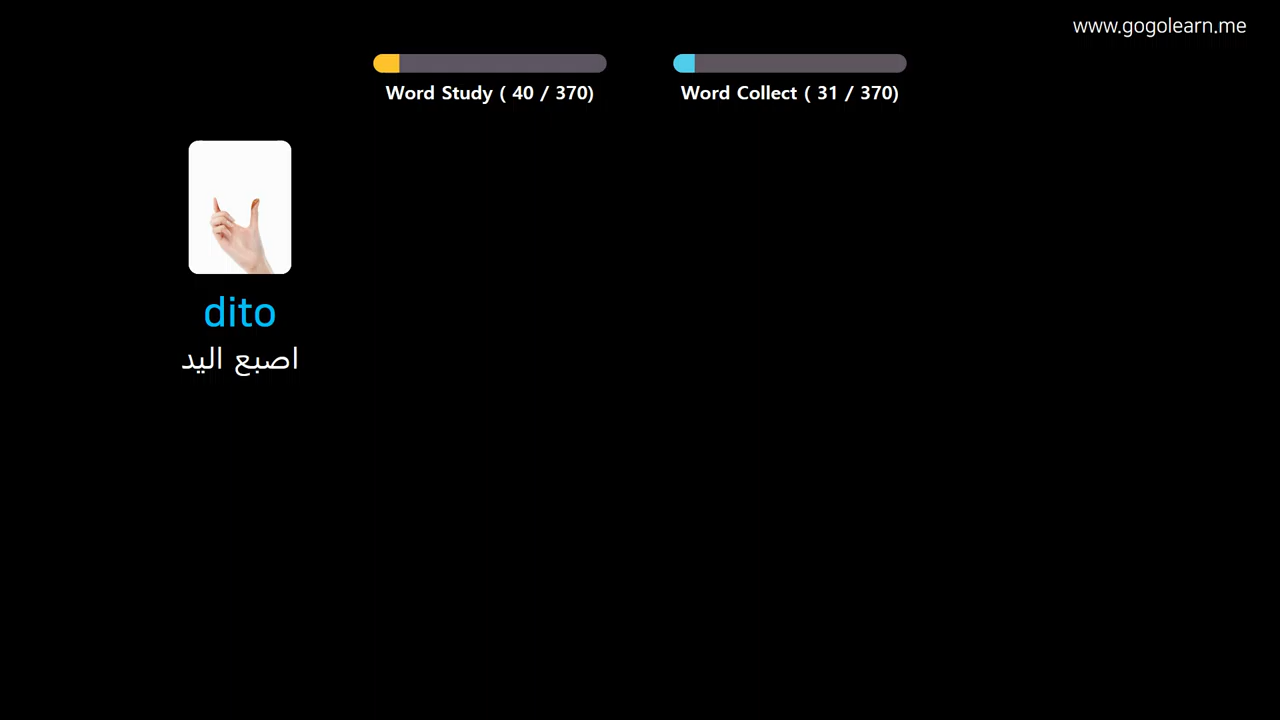 www.gogolearn.me
Word Study ( 40 / 370)
Word Collect ( 31 / 370)
dito
اصبع اليد